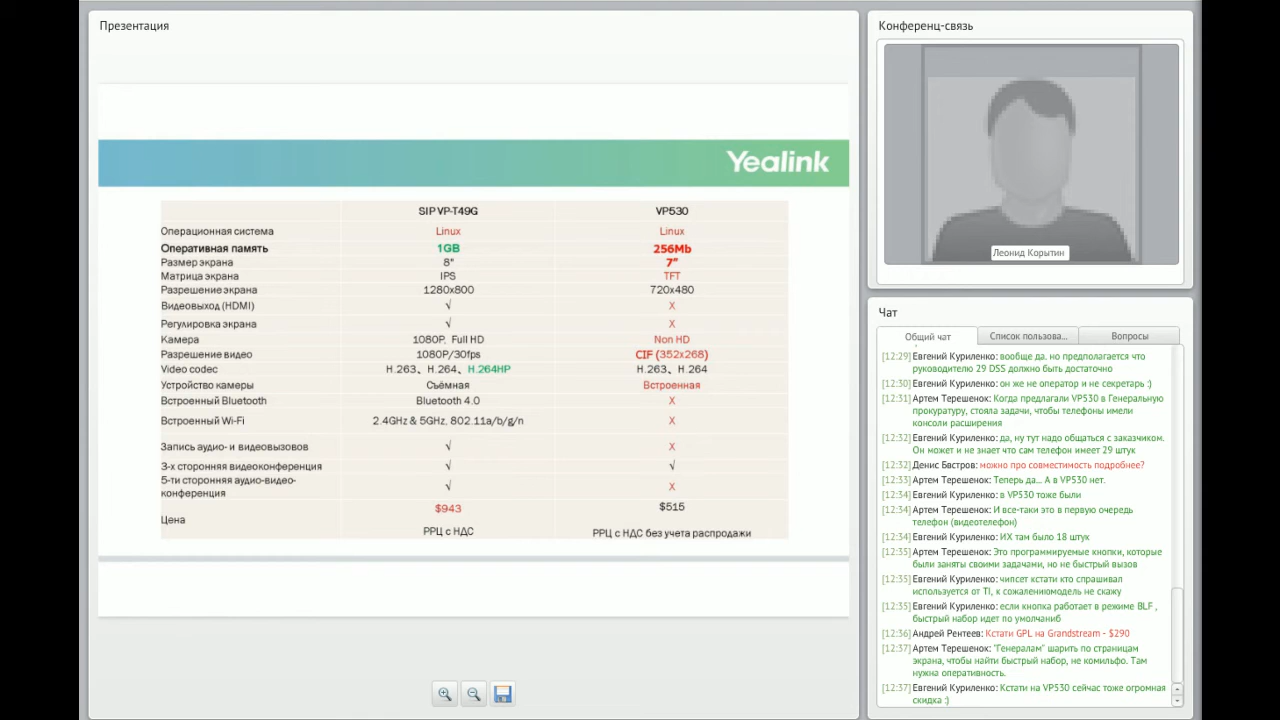 Презентация
Yealink
SIP VP-T49G VP530
Операционная система Linux Linux
Оперативная память 1GB 256Mb
Размер экрана 8" 7"
Матрица экрана IPS TFT
Разрешение экрана 1280x800 720x480
Видеовыход (HDMI) √ X
Регулировка экрана √ X
Камера 1080P, Full HD Non HD
Разрешение видео 1080P/30fps CIF (352x268)
Video codec H.263、H.264、H.264HP H.263、H.264
Устройство камеры Съёмная Встроенная
Встроенный Bluetooth Bluetooth 4.0 X
Встроенный Wi-Fi 2.4GHz & 5GHz, 802.11a/b/g/n X
Запись аудио- и видеовызовов √ X
3-х сторонняя видеоконференция √ √
5-ти сторонняя аудио-видео-
конференция √ X
Цена $943 $515
РРЦ с НДС РРЦ с НДС без учета распродажи
Конференц-связь
Леонид Корытин
Чат
Общий чат Список пользова... Вопросы
[12:29] Евгений Куриленко: вообще да. но предполагается что
руководителю 29 DSS должно быть достаточно
[12:30] Евгений Куриленко: он же не оператор и не секретарь :)
[12:31] Артем Терешенок: Когда предлагали VP530 в Генеральную
прокуратуру, стояла задачи, чтобы телефоны имели
консоли расширения
[12:32] Евгений Куриленко: да, ну тут надо общаться с заказчиком.
Он может и не знает что сам телефон имеет 29 штук
[12:32] Денис Бвстров: можно про совместимость подробнее?
[12:33] Артем Терешенок: Теперь да... А в VP530 нет.
[12:34] Евгений Куриленко: в VP530 тоже были
[12:34] Артем Терешенок: И все-таки это в первую очередь
телефон (видеотелефон)
[12:34] Евгений Куриленко: ИХ там было 18 штук
[12:35] Артем Терешенок: Это программируемые кнопки, которые
были заняты своими задачами, но не быстрый вызов
[12:35] Евгений Куриленко: чипсет кстати кто спрашивал
используется от TI, к сожалениюмодель не скажу
[12:35] Евгений Куриленко: если кнопка работает в режиме BLF ,
быстрый набор идет по умолчаниб
[12:36] Андрей Рентеев: Кстати GPL на Grandstream - $290
[12:37] Артем Терешенок: "Генералам" шарить по страницам
экрана, чтобы найти быстрый набор, не комильфо. Там
нужна оперативность.
[12:37] Евгений Куриленко: Кстати на VP530 сейчас тоже огромная
скидка :)